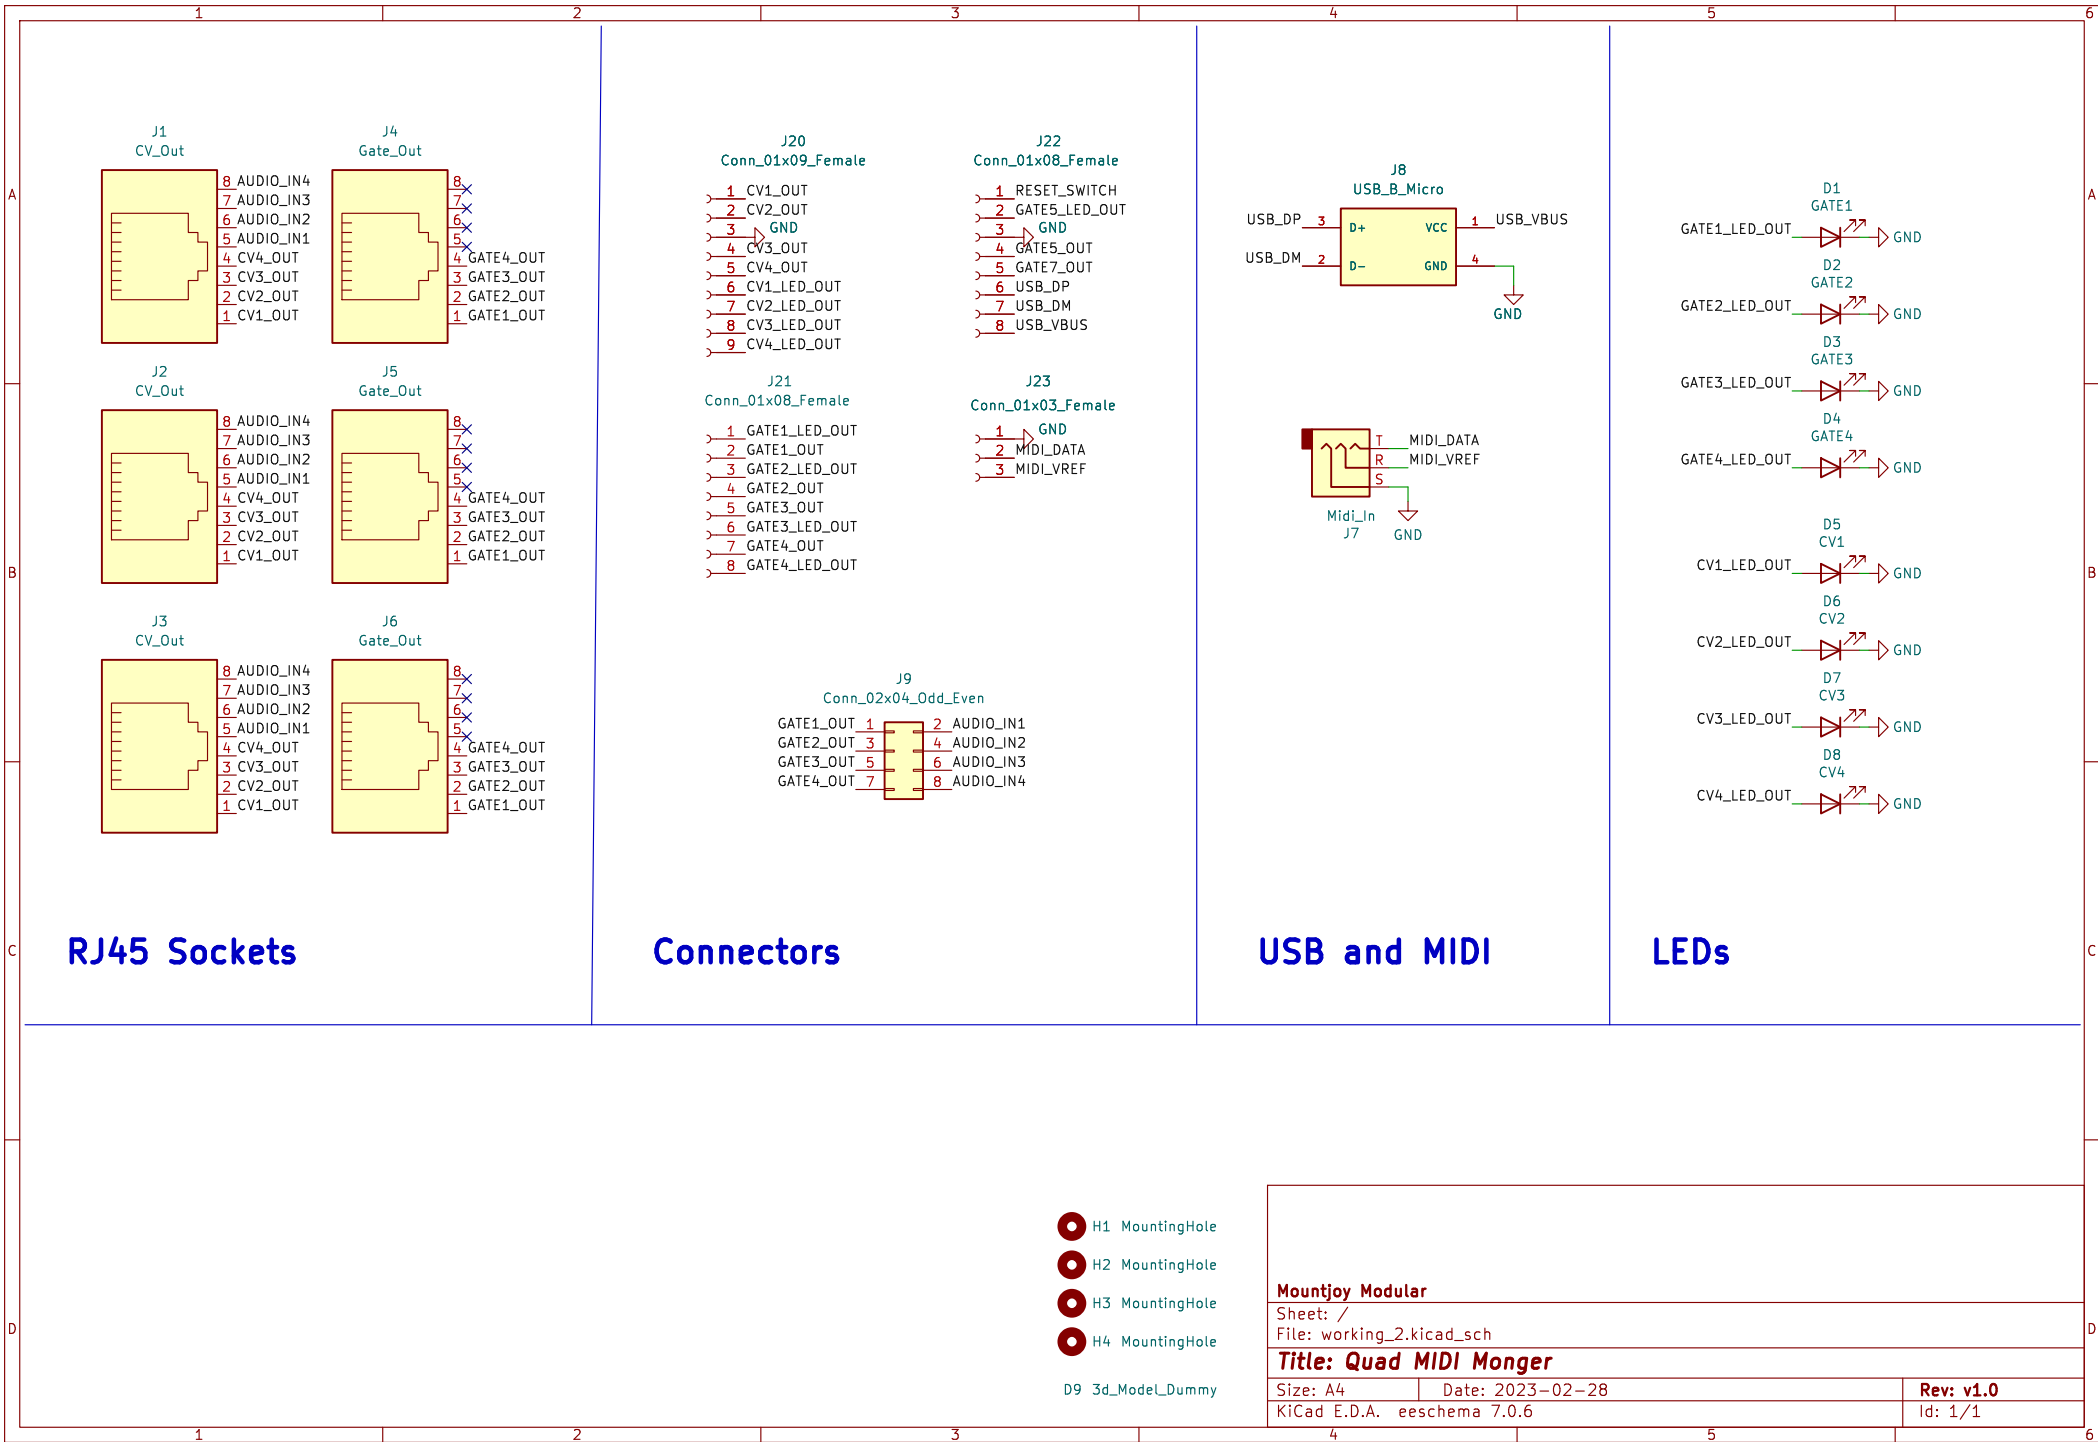 1 2 3 4 5 6
A A
B B
C C
D D
J1
CV_Out
8 AUDIO_IN4
7 AUDIO_IN3
6 AUDIO_IN2
5 AUDIO_IN1
4 CV4_OUT
3 CV3_OUT
2 CV2_OUT
1 CV1_OUT
J4
Gate_Out
8
7
6
5
4 GATE4_OUT
3 GATE3_OUT
2 GATE2_OUT
1 GATE1_OUT
J2
CV_Out
8 AUDIO_IN4
7 AUDIO_IN3
6 AUDIO_IN2
5 AUDIO_IN1
4 CV4_OUT
3 CV3_OUT
2 CV2_OUT
1 CV1_OUT
J5
Gate_Out
8
7
6
5
4 GATE4_OUT
3 GATE3_OUT
2 GATE2_OUT
1 GATE1_OUT
J3
CV_Out
8 AUDIO_IN4
7 AUDIO_IN3
6 AUDIO_IN2
5 AUDIO_IN1
4 CV4_OUT
3 CV3_OUT
2 CV2_OUT
1 CV1_OUT
J6
Gate_Out
8
7
6
5
4 GATE4_OUT
3 GATE3_OUT
2 GATE2_OUT
1 GATE1_OUT
RJ45 Sockets
J20
Conn_01x09_Female
1 CV1_OUT
2 CV2_OUT
3 GND
4 CV3_OUT
5 CV4_OUT
6 CV1_LED_OUT
7 CV2_LED_OUT
8 CV3_LED_OUT
9 CV4_LED_OUT
J22
Conn_01x08_Female
1 RESET_SWITCH
2 GATE5_LED_OUT
3 GND
4 GATE5_OUT
5 GATE7_OUT
6 USB_DP
7 USB_DM
8 USB_VBUS
J21
Conn_01x08_Female
1 GATE1_LED_OUT
2 GATE1_OUT
3 GATE2_LED_OUT
4 GATE2_OUT
5 GATE3_OUT
6 GATE3_LED_OUT
7 GATE4_OUT
8 GATE4_LED_OUT
J23
Conn_01x03_Female
1 GND
2 MIDI_DATA
3 MIDI_VREF
J9
Conn_02x04_Odd_Even
GATE1_OUT 1 2 AUDIO_IN1
GATE2_OUT 3 4 AUDIO_IN2
GATE3_OUT 5 6 AUDIO_IN3
GATE4_OUT 7 8 AUDIO_IN4
Connectors
J8
USB_B_Micro
USB_DP 3 D+ VCC 1 USB_VBUS
USB_DM 2 D- GND 4
GND
T MIDI_DATA
R MIDI_VREF
S
Midi_In
J7
GND
USB and MIDI
D1
GATE1
GATE1_LED_OUT GND
D2
GATE2
GATE2_LED_OUT GND
D3
GATE3
GATE3_LED_OUT GND
D4
GATE4
GATE4_LED_OUT GND
D5
CV1
CV1_LED_OUT GND
D6
CV2
CV2_LED_OUT GND
D7
CV3
CV3_LED_OUT GND
D8
CV4
CV4_LED_OUT GND
LEDs
H1 MountingHole
H2 MountingHole
H3 MountingHole
H4 MountingHole
D9 3d_Model_Dummy
Mountjoy Modular
Sheet: /
File: working_2.kicad_sch
Title: Quad MIDI Monger
Size: A4 Date: 2023-02-28 Rev: v1.0
KiCad E.D.A. eeschema 7.0.6 Id: 1/1
1 2 3 4 5 6